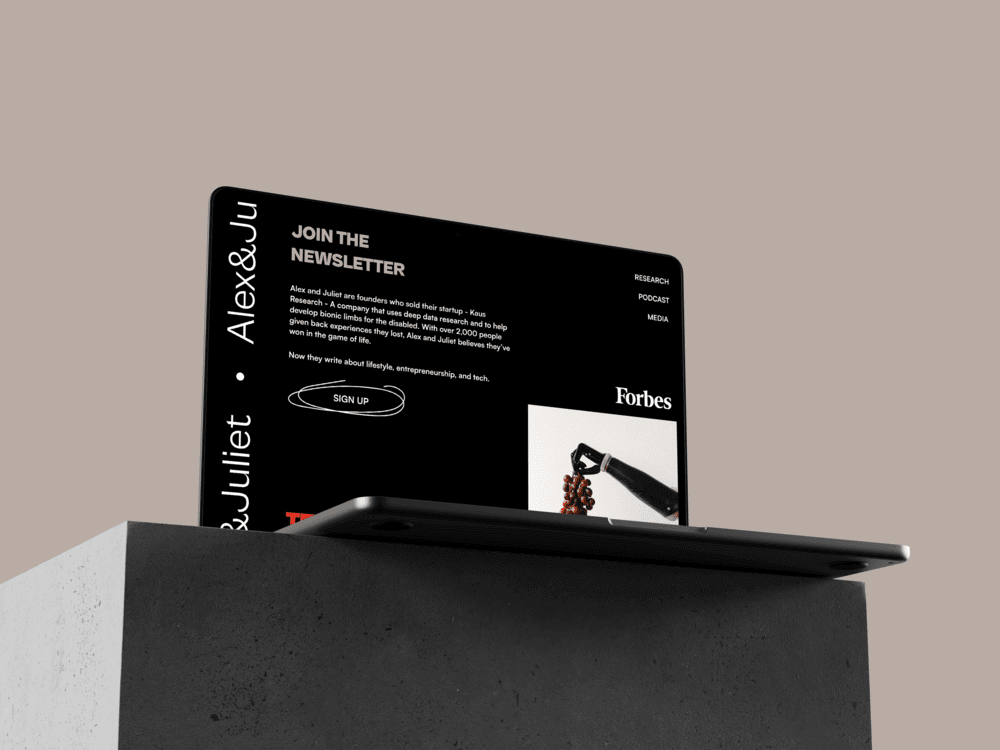 Alex&Ju
&Juliet
JOIN THE
NEWSLETTER
Alex and Juliet are founders who sold their startup - Kaus
Research - A company that uses deep data research and to help
develop bionic limbs for the disabled. With over 2,000 people
given back experiences they lost, Alex and Juliet believes they've
won in the game of life.
Now they write about lifestyle, entrepreneurship, and tech.
SIGN UP
RESEARCH
PODCAST
MEDIA
Forbes